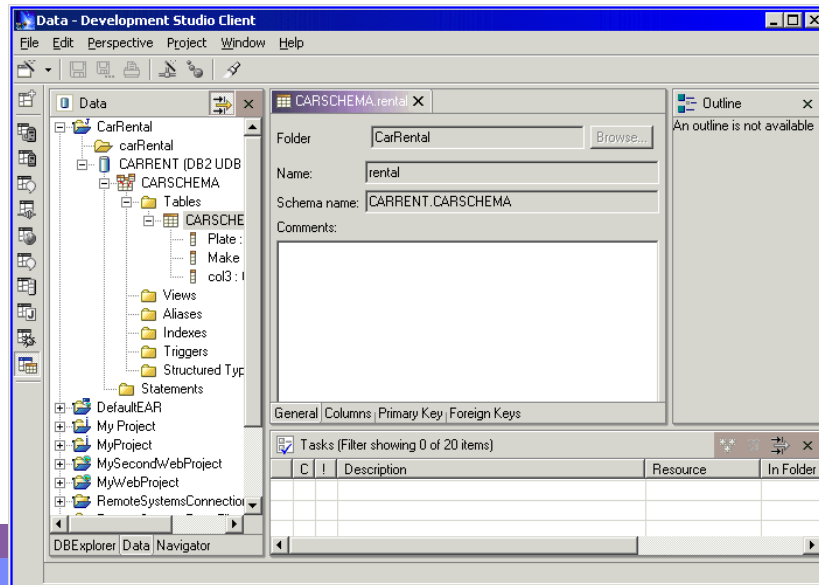 Data - Development Studio Client
File Edit Perspective Project Window Help
Data
CarRental
carRental
CARRENT (DB2 UDB
CARSCHEMA
Tables
CARSCHE
Plate :
Make
col3 :
Views
Aliases
Indexes
Triggers
Structured Typ
Statements
DefaultEAR
My Project
MyProject
MySecondWebProject
MyWebProject
RemoteSystemsConnection
DBExplorer Data Navigator
CARSCHEMA.rental
Folder CarRental Browse...
Name: rental
Schema name: CARRENT.CARSCHEMA
Comments:
General Columns Primary Key Foreign Keys
Outline
An outline is not available
Tasks (Filter showing 0 of 20 items)
C ! Description Resource In Folder